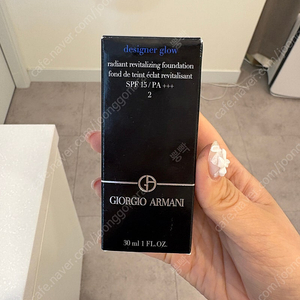 designer glow
radiant revitalizing foundation
fond de teint éclat revitalisant
SPF 15 / PA +++
2
GIORGIO ARMANI
30 ml 1 FL.OZ.